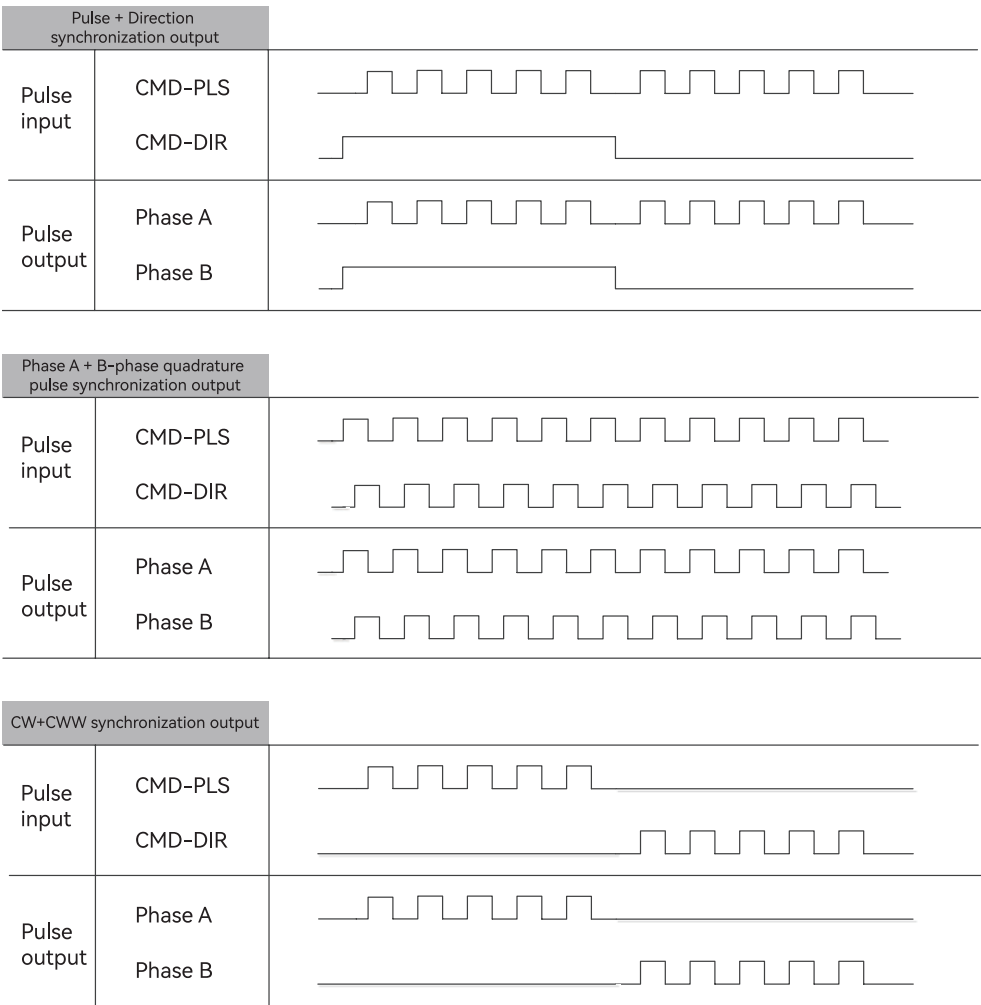 Pulse + Direction
synchronization output
Pulse
input
CMD-PLS
CMD-DIR
Pulse
output
Phase A
Phase B
Phase A + B-phase quadrature
pulse synchronization output
Pulse
input
CMD-PLS
CMD-DIR
Pulse
output
Phase A
Phase B
CW+CWW synchronization output
Pulse
input
CMD-PLS
CMD-DIR
Pulse
output
Phase A
Phase B